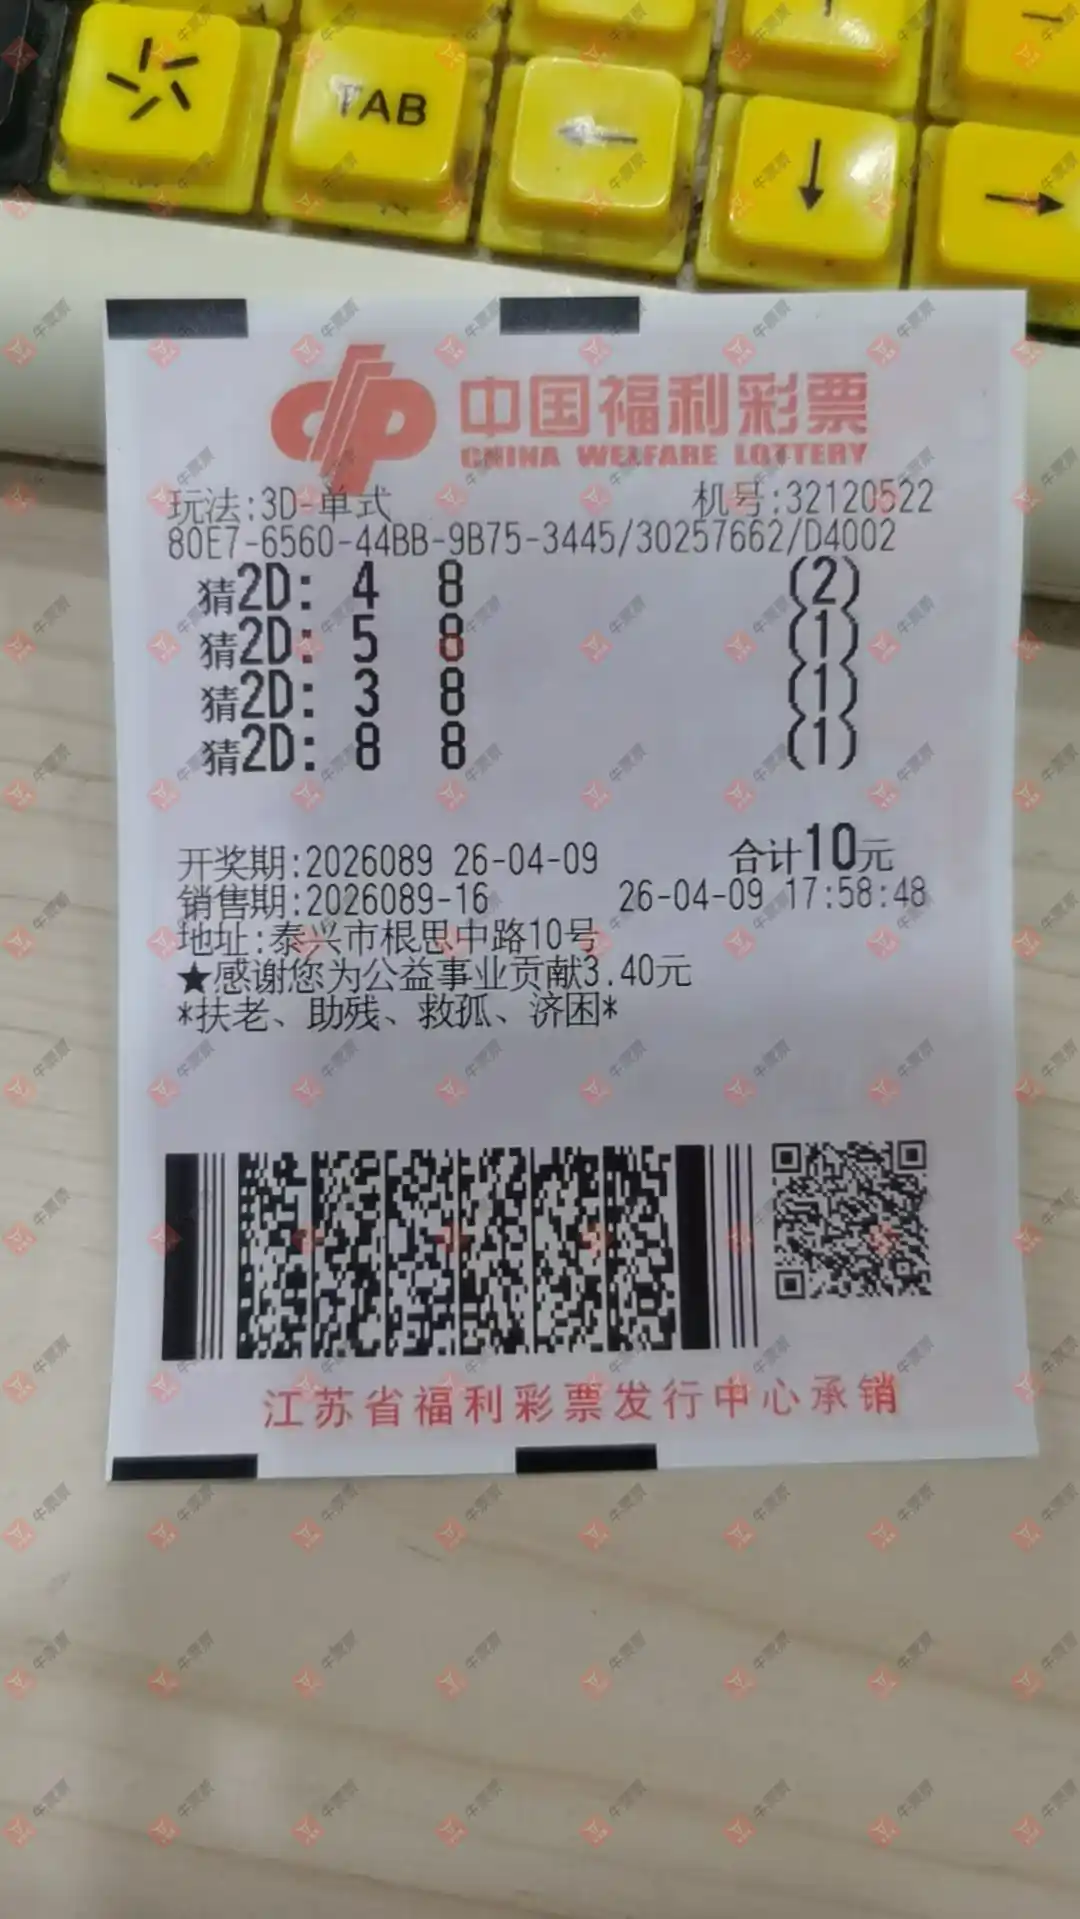 TAB
中国福利彩票
CHINA WELFARE LOTTERY
玩法:3D-单式 机号:32120522
80E7-6560-44BB-9B75-3445/30257662/D4002
猜2D: 4 8 (2)
猜2D: 5 8 (1)
猜2D: 3 8 (1)
猜2D: 8 8 (1)
开奖期:2026089 26-04-09 合计10元
销售期:2026089-16 26-04-09 17:58:48
地址:泰兴市根思中路10号
★感谢您为公益事业贡献3.40元
*扶老、助残、救孤、济困*
江苏省福利彩票发行中心承销